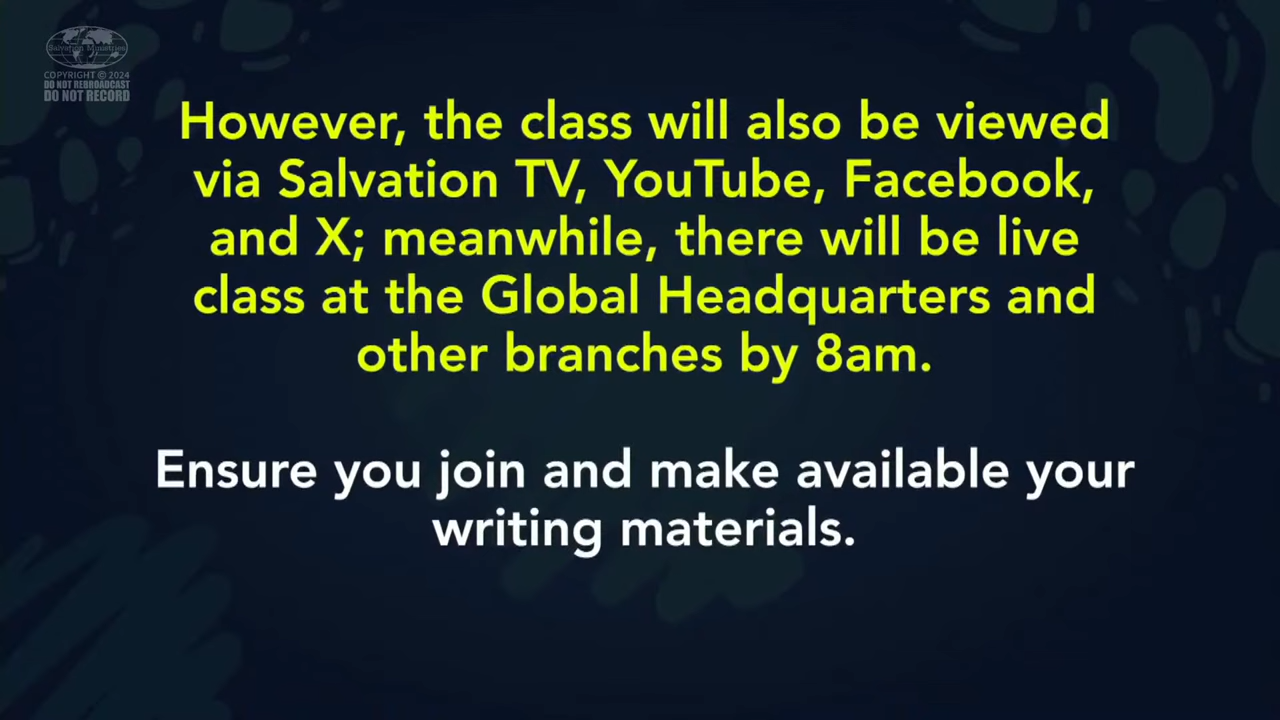 Salvation Ministries
COPYRIGHT © 2024
DO NOT REBROADCAST
DO NOT RECORD
However, the class will also be viewed
via Salvation TV, YouTube, Facebook,
and X; meanwhile, there will be live
class at the Global Headquarters and
other branches by 8am.
Ensure you join and make available your
writing materials.